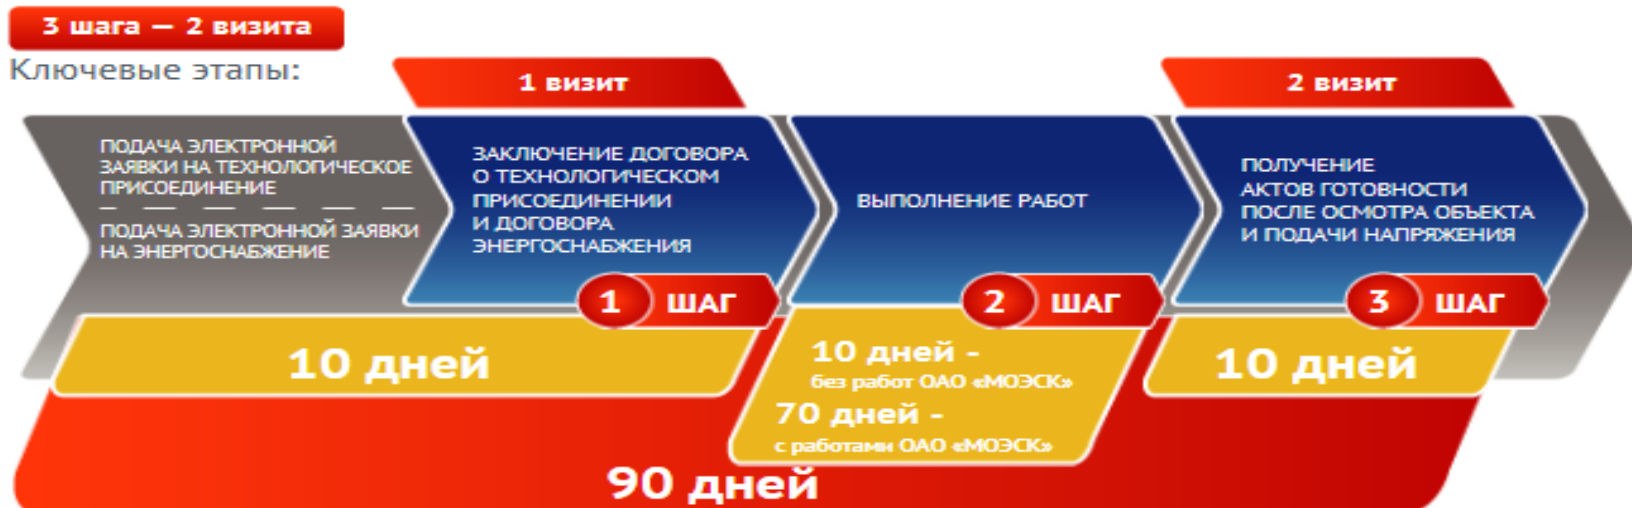 3 шага — 2 визита
Ключевые этапы:
1 визит
2 визит
ПОДАЧА ЭЛЕКТРОННОЙ
ЗАЯВКИ НА ТЕХНОЛОГИЧЕСКОЕ
ПРИСОЕДИНЕНИЕ
ПОДАЧА ЭЛЕКТРОННОЙ ЗАЯВКИ
НА ЭНЕРГОСНАБЖЕНИЕ
ЗАКЛЮЧЕНИЕ ДОГОВОРА
О ТЕХНОЛОГИЧЕСКОМ
ПРИСОЕДИНЕНИИ
И ДОГОВОРА
ЭНЕРГОСНАБЖЕНИЯ
1 ШАГ
ВЫПОЛНЕНИЕ РАБОТ
2 ШАГ
ПОЛУЧЕНИЕ
АКТОВ ГОТОВНОСТИ
ПОСЛЕ ОСМОТРА ОБЪЕКТА
И ПОДАЧИ НАПРЯЖЕНИЯ
3 ШАГ
10 дней
10 дней -
без работ ОАО «МОЭСК»
70 дней -
с работами ОАО «МОЭСК»
10 дней
90 дней